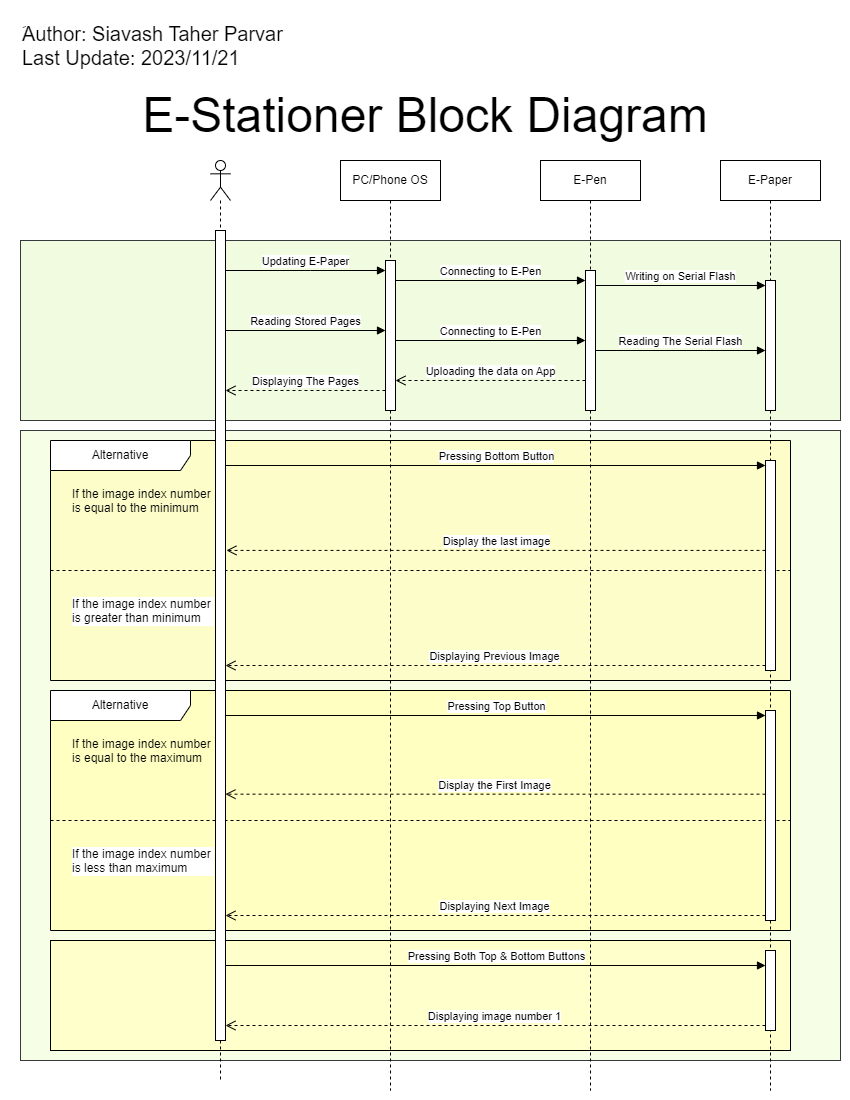 Author: Siavash Taher Parvar
Last Update: 2023/11/21
E-Stationer Block Diagram
PC/Phone OS
E-Pen
E-Paper
Updating E-Paper
Connecting to E-Pen
Writing on Serial Flash
Reading Stored Pages
Connecting to E-Pen
Reading The Serial Flash
Uploading the data on App
Displaying The Pages
Alternative
Pressing Bottom Button
If the image index number
is equal to the minimum
Display the last image
If the image index number
is greater than minimum
Displaying Previous Image
Alternative
Pressing Top Button
If the image index number
is equal to the maximum
Display the First Image
If the image index number
is less than maximum
Displaying Next Image
Pressing Both Top & Bottom Buttons
Displaying image number 1